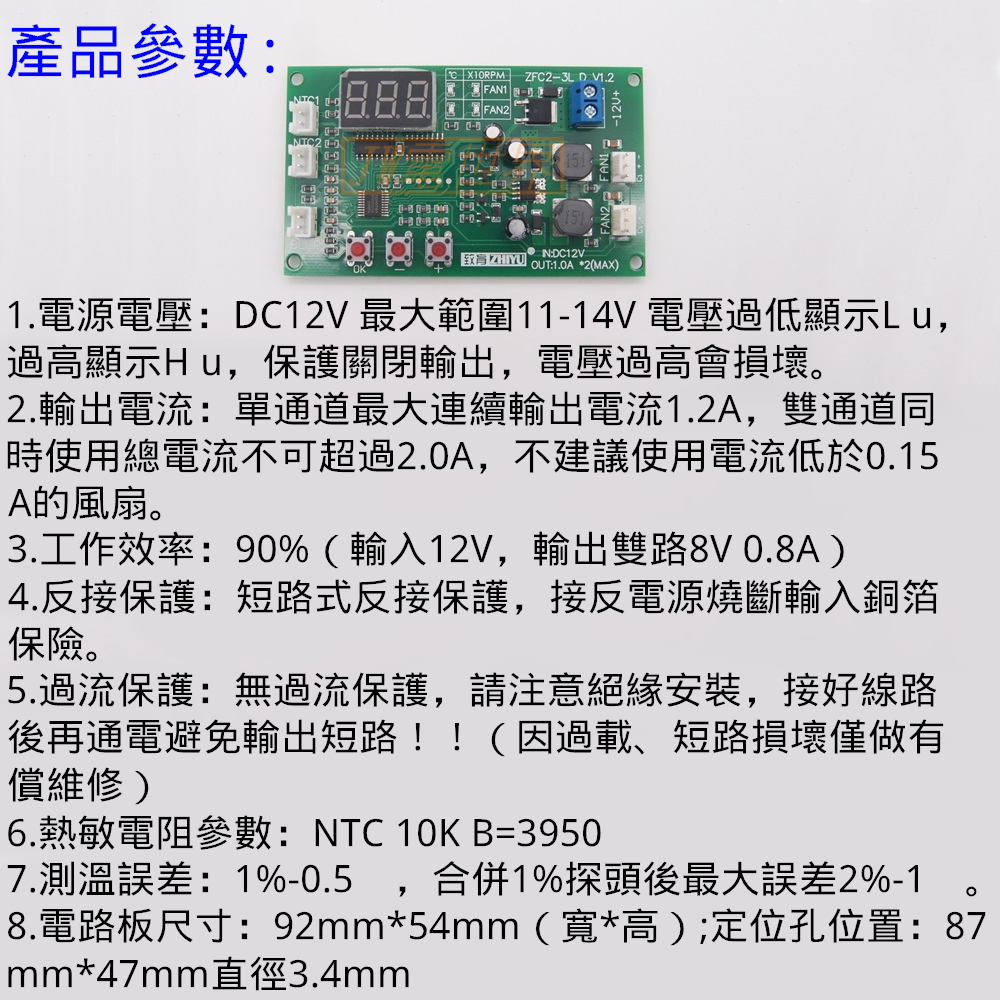 產品參數：
℃ X10RPM
ZFC2-3L D V1.2
FAN1
FAN2
-12V+
NTC1
NTC2
151
FAN1
151
FAN2
OK
－
＋
致育 ZHIYU
IN:DC12V
OUT:1.0A *2(MAX)
1.電源電壓：DC12V 最大範圍11-14V 電壓過低顯示L u，
過高顯示H u，保護關閉輸出，電壓過高會損壞。
2.輸出電流：單通道最大連續輸出電流1.2A，雙通道同
時使用總電流不可超過2.0A，不建議使用電流低於0.15
A的風扇。
3.工作效率：90%（輸入12V，輸出雙路8V 0.8A）
4.反接保護：短路式反接保護，接反電源燒斷輸入銅箔
保險。
5.過流保護：無過流保護，請注意絕緣安裝，接好線路
後再通電避免輸出短路！！（因過載、短路損壞僅做有
償維修）
6.熱敏電阻參數：NTC 10K B=3950
7.測溫誤差：1%-0.5　，合併1%探頭後最大誤差2%-1　。
8.電路板尺寸：92mm*54mm（寬*高）;定位孔位置：87
mm*47mm直徑3.4mm